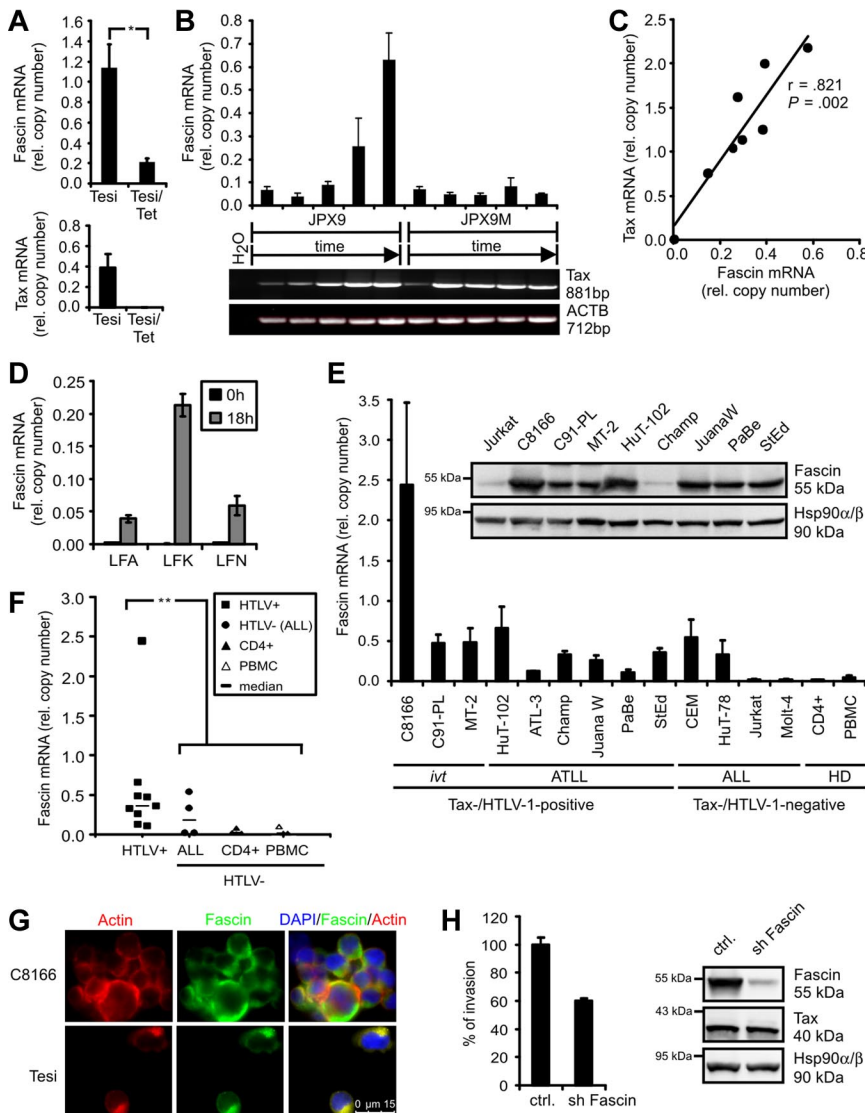 A
Fascin mRNA
(rel. copy number)
1.6
1.4
1.2
1.0
0.8
0.6
0.4
0.2
0.0
*
Tesi
Tesi/
Tet
Tax mRNA
(rel. copy number)
0.8
0.6
0.4
0.2
0.0
Tesi
Tesi/
Tet
B
Fascin mRNA
(rel. copy number)
0.8
0.7
0.6
0.5
0.4
0.3
0.2
0.1
0.0
JPX9
JPX9M
H2O
time
time
Tax
881bp
ACTB
712bp
C
Tax mRNA (rel. copy number)
2.5
2.0
1.5
1.0
0.5
0.0
r = .821
P = .002
0.0
0.2
0.4
0.6
0.8
Fascin mRNA
(rel. copy number)
D
Fascin mRNA
(rel. copy number)
0.25
0.20
0.15
0.10
0.05
0.00
0h
18h
LFA
LFK
LFN
E
Fascin mRNA (rel. copy number)
3.5
3.0
2.5
2.0
1.5
1.0
0.5
0.0
Jurkat
C8166
C91-PL
MT-2
HuT-102
Champ
JuanaW
PaBe
StEd
55 kDa
Fascin
55 kDa
95 kDa
Hsp90α/β
90 kDa
C8166
C91-PL
MT-2
HuT-102
ATL-3
Champ
Juana W
PaBe
StEd
CEM
HuT-78
Jurkat
Molt-4
CD4+
PBMC
ivt
ATLL
ALL
HD
Tax-/HTLV-1-positive
Tax-/HTLV-1-negative
F
Fascin mRNA (rel. copy number)
3.0
2.5
2.0
1.5
1.0
0.5
0.0
**
HTLV+
HTLV- (ALL)
CD4+
PBMC
median
HTLV+
ALL
CD4+
PBMC
HTLV-
G
Actin
Fascin
DAPI/Fascin/Actin
C8166
Tesi
0 µm 15
H
% of invasion
120
100
80
60
40
20
0
ctrl.
sh Fascin
ctrl.
sh Fascin
55 kDa
Fascin
55 kDa
43 kDa
Tax
40 kDa
95 kDa
Hsp90α/β
90 kDa